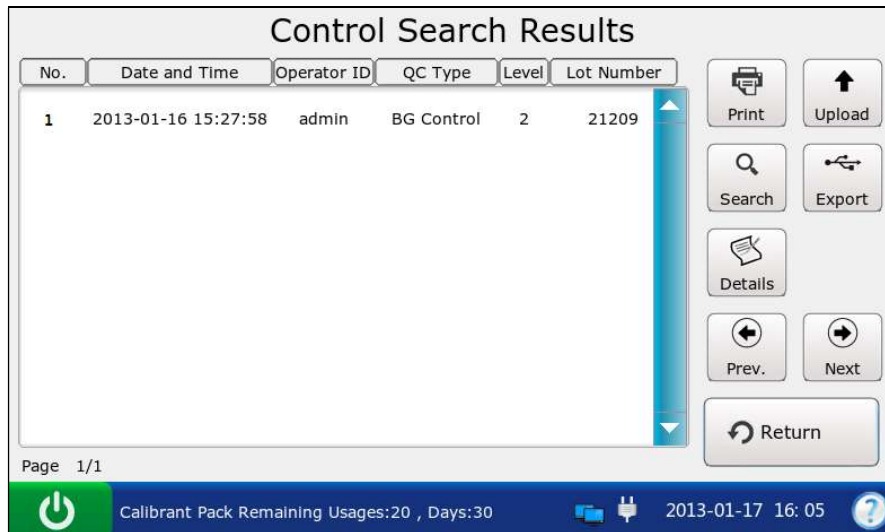 Control Search Results
No. Date and Time Operator ID QC Type Level Lot Number
1 2013-01-16 15:27:58 admin BG Control 2 21209
Print Upload
Search Export
Details
Prev. Next
Return
Page 1/1
Calibrant Pack Remaining Usages:20 , Days:30 2013-01-17 16: 05 ?